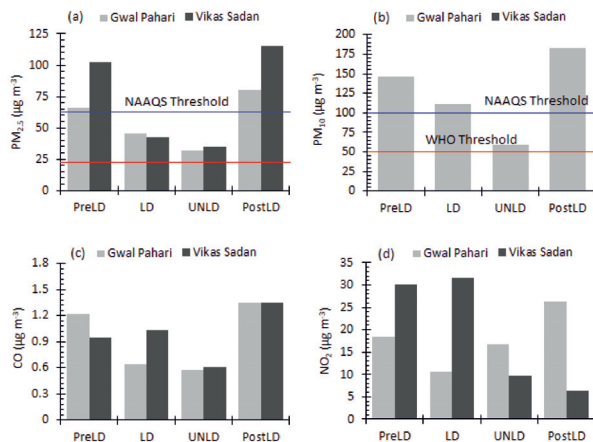 (a)
Gwal Pahari
Vikas Sadan
PM2.5 (µg m-3)
125
100
75
50
25
0
NAAQS Threshold
PreLD
LD
UNLD
PostLD
(b)
Gwal Pahari
Vikas Sadan
PM10 (µg m-3)
200
175
150
125
100
75
50
25
0
NAAQS Threshold
WHO Threshold
PreLD
LD
UNLD
PostLD
(c)
Gwal Pahari
Vikas Sadan
CO (µg m-3)
1.8
1.5
1.2
0.9
0.6
0.3
0
PreLD
LD
UNLD
PostLD
(d)
Gwal Pahari
Vikas Sadan
NO2 (µg m-3)
35
30
25
20
15
10
5
0
PreLD
LD
UNLD
PostLD